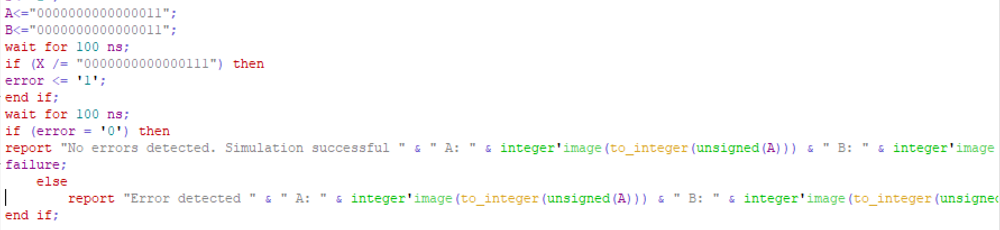 A<="0000000000000011";
B<="0000000000000011";
wait for 100 ns;
if (X /= "0000000000000111") then
error <= '1';
end if;
wait for 100 ns;
if (error = '0') then
report "No errors detected. Simulation successful " & " A: " & integer'image(to_integer(unsigned(A))) & " B: " & integer'image
failure;
else
report "Error detected " & " A: " & integer'image(to_integer(unsigned(A))) & " B: " & integer'image(to_integer(unsigned
end if;